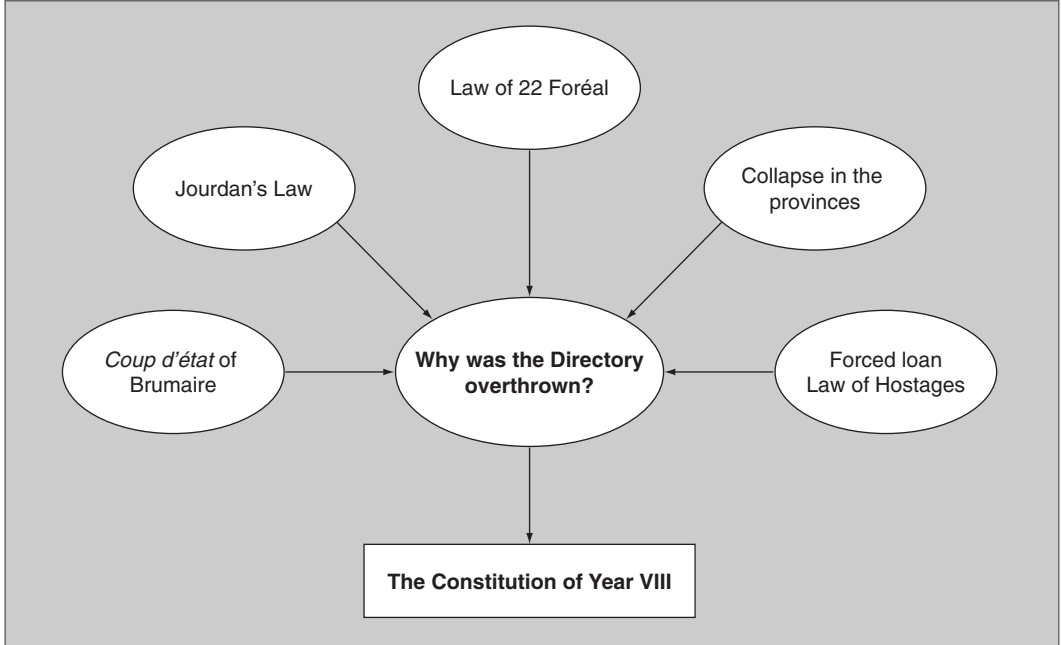 Law of 22 Foréal
Jourdan's Law
Collapse in the
provinces
Coup d'état of
Brumaire
Why was the Directory
overthrown?
Forced loan
Law of Hostages
The Constitution of Year VIII